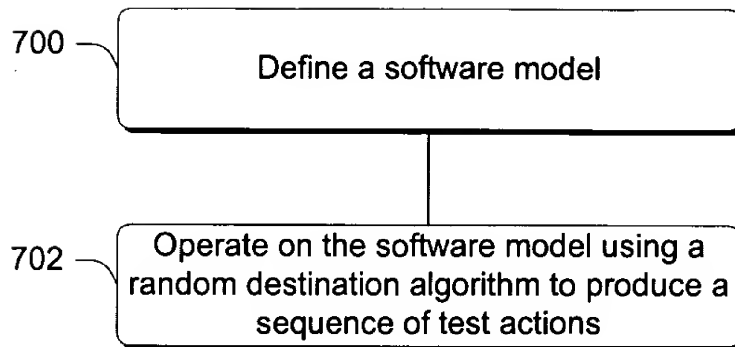 700
Define a software model
702
Operate on the software model using a
random destination algorithm to produce a
sequence of test actions